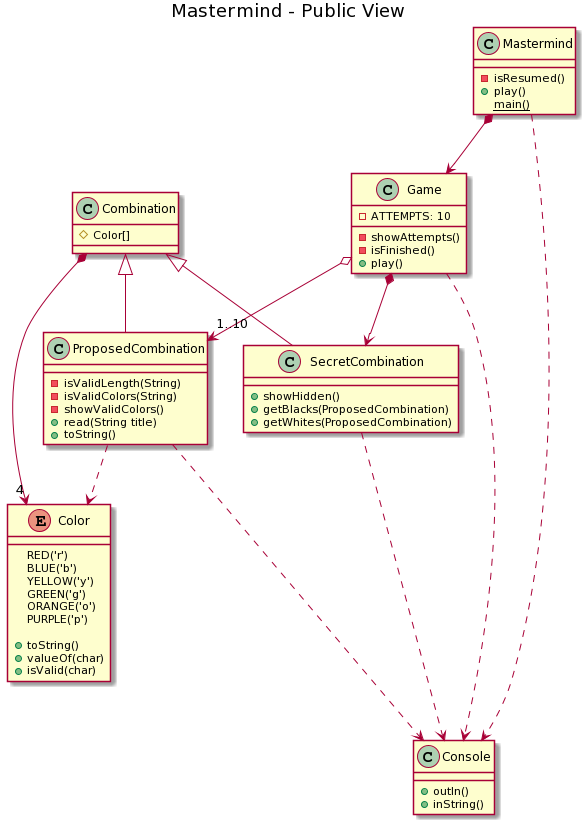 Mastermind - Public View
C Mastermind
isResumed()
play()
main()
C Game
ATTEMPTS: 10
showAttempts()
isFinished()
play()
C Combination
Color[]
1..10
C ProposedCombination
isValidLength(String)
isValidColors(String)
showValidColors()
read(String title)
toString()
C SecretCombination
showHidden()
getBlacks(ProposedCombination)
getWhites(ProposedCombination)
4
E Color
RED('r')
BLUE('b')
YELLOW('y')
GREEN('g')
ORANGE('o')
PURPLE('p')
toString()
valueOf(char)
isValid(char)
C Console
outln()
inString()